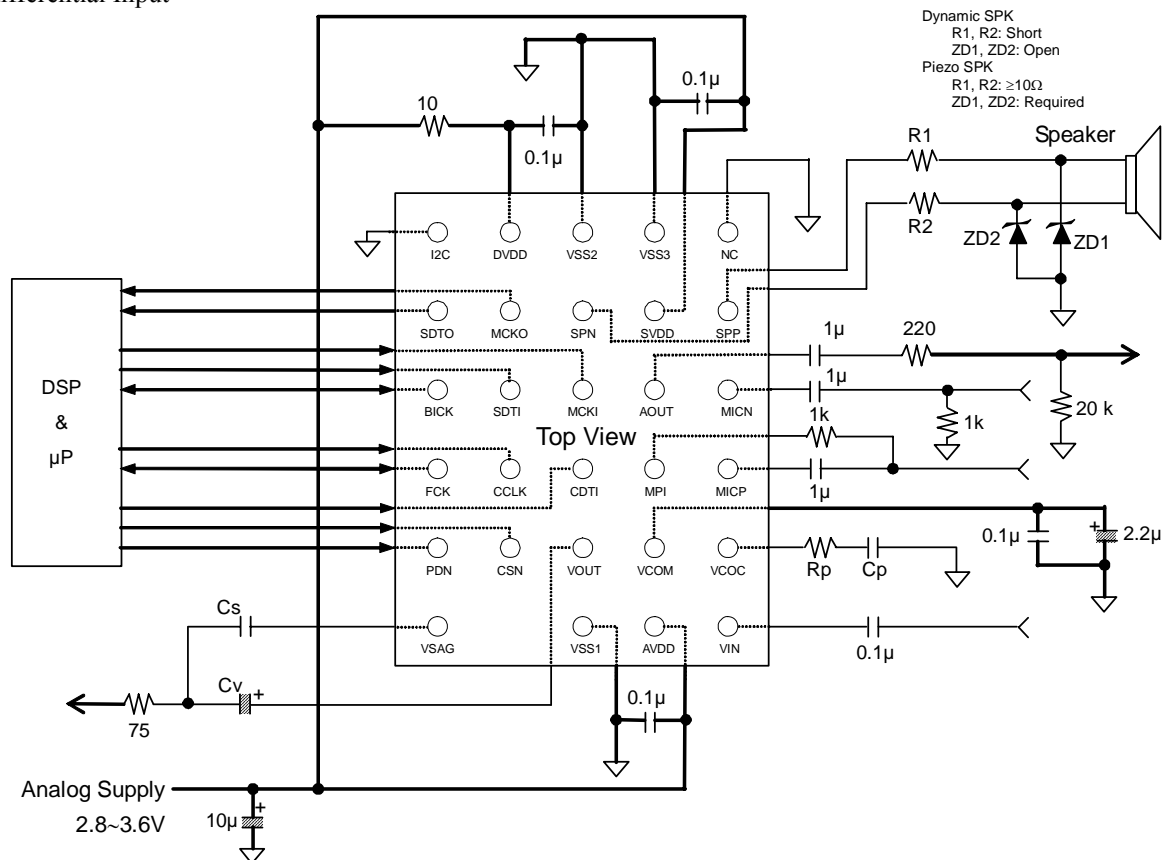 ifferential Input
Dynamic SPK
R1, R2: Short
ZD1, ZD2: Open
Piezo SPK
R1, R2: ≥10Ω
ZD1, ZD2: Required
0.1µ
10
0.1µ
R1
Speaker
R2
ZD2
ZD1
I2C
DVDD
VSS2
VSS3
NC
SDTO
MCKO
SPN
SVDD
SPP
1µ
220
DSP
&
µP
BICK
SDTI
MCKI
AOUT
MICN
1µ
20 k
1k
1k
Top View
FCK
CCLK
CDTI
MPI
MICP
1µ
0.1µ
+
2.2µ
PDN
CSN
VOUT
VCOM
VCOC
Rp
Cp
Cs
VSAG
VSS1
AVDD
VIN
0.1µ
Cv
+
75
0.1µ
Analog Supply
2.8~3.6V
10µ
+